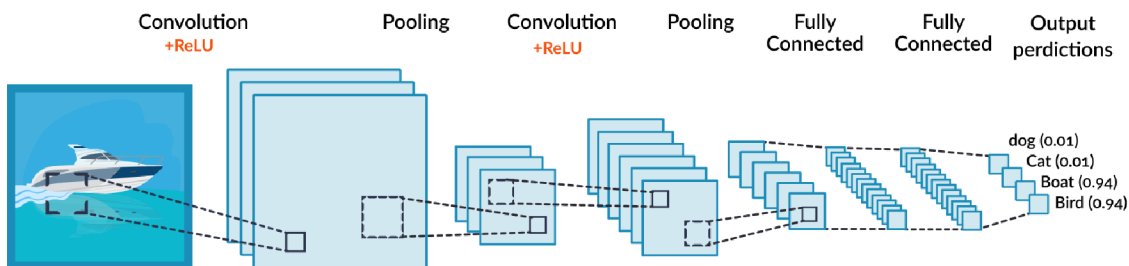 Convolution
+ReLU
Pooling
Convolution
+ReLU
Pooling
Fully
Connected
Fully
Connected
Output
perdictions
dog (0.01)
Cat (0.01)
Boat (0.94)
Bird (0.94)